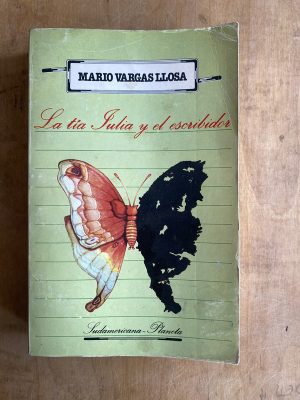 MARIO VARGAS LLOSA
La tía Julia y el escribidor
Sudamericana-Planeta